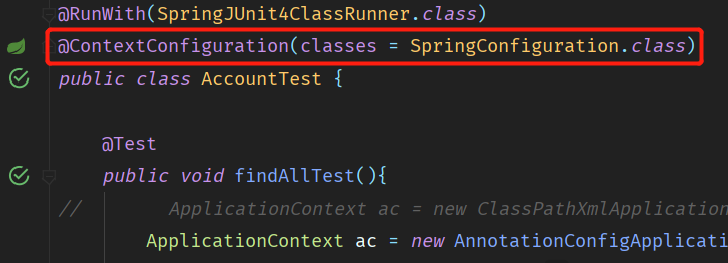 @RunWith(SpringJUnit4ClassRunner.class)
@ContextConfiguration(classes = SpringConfiguration.class)
public class AccountTest {
@Test
public void findAllTest(){
// ApplicationContext ac = new ClassPathXmlApplication
ApplicationContext ac = new AnnotationConfigApplicati